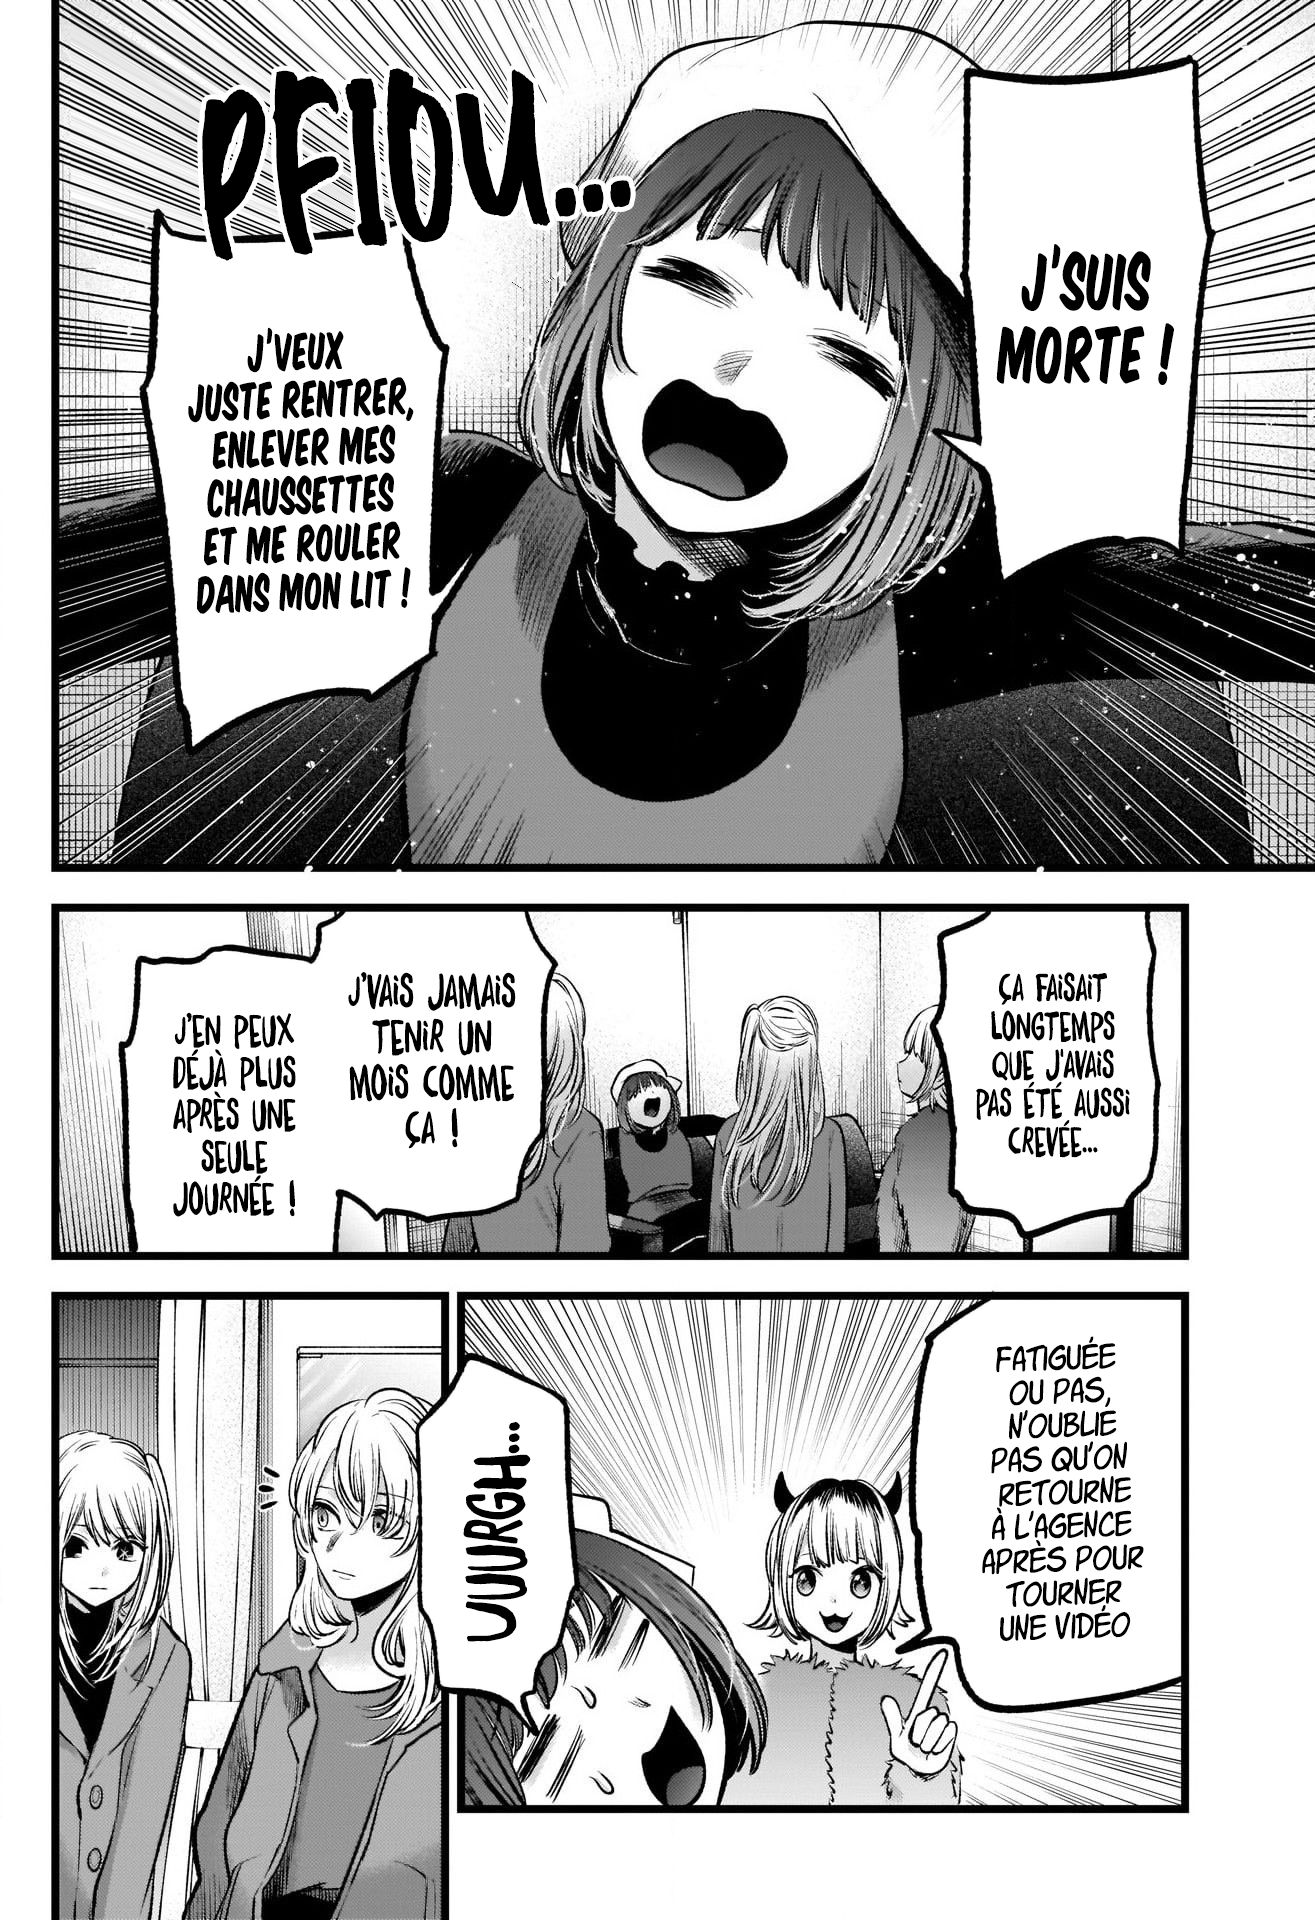 PFIOU...
J'SUIS
MORTE !
J'VEUX
JUSTE RENTRER,
ENLEVER MES
CHAUSSETTES
ET ME ROULER
DANS MON LIT !
ÇA FAISAIT
LONGTEMPS
QUE J'AVAIS
PAS ÉTÉ AUSSI
CREVÉE...
J'VAIS JAMAIS
TENIR UN
MOIS COMME
ÇA !
J'EN PEUX
DÉJÀ PLUS
APRÈS UNE
SEULE
JOURNÉE !
FATIGUÉE
OU PAS,
N'OUBLIE
PAS QU'ON
RETOURNE
À L'AGENCE
APRÈS POUR
TOURNER
UNE VIDÉO
UUURGH...